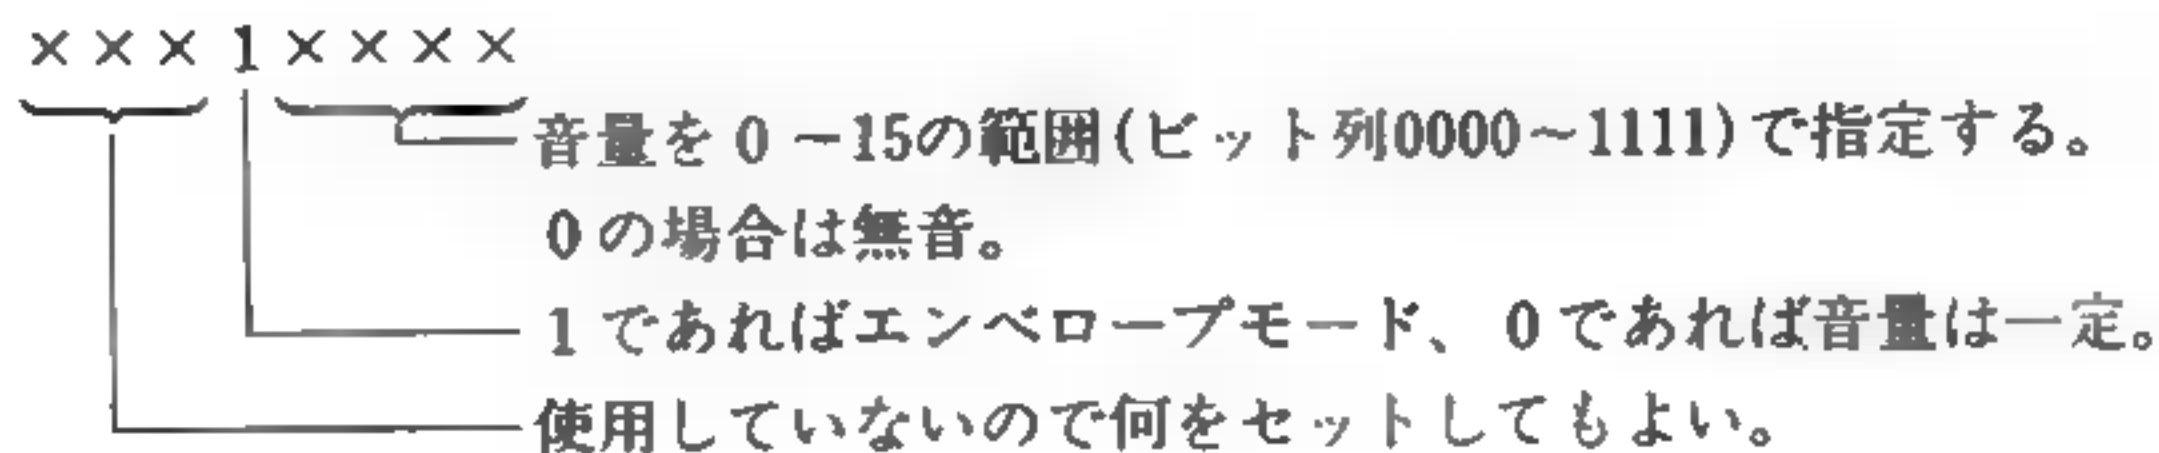 ×××1××××
音量を0～15の範囲(ビット列0000～1111)で指定する。
0の場合は無音。
1であればエンベロープモード、0であれば音量は一定。
使用していないので何をセットしてもよい。